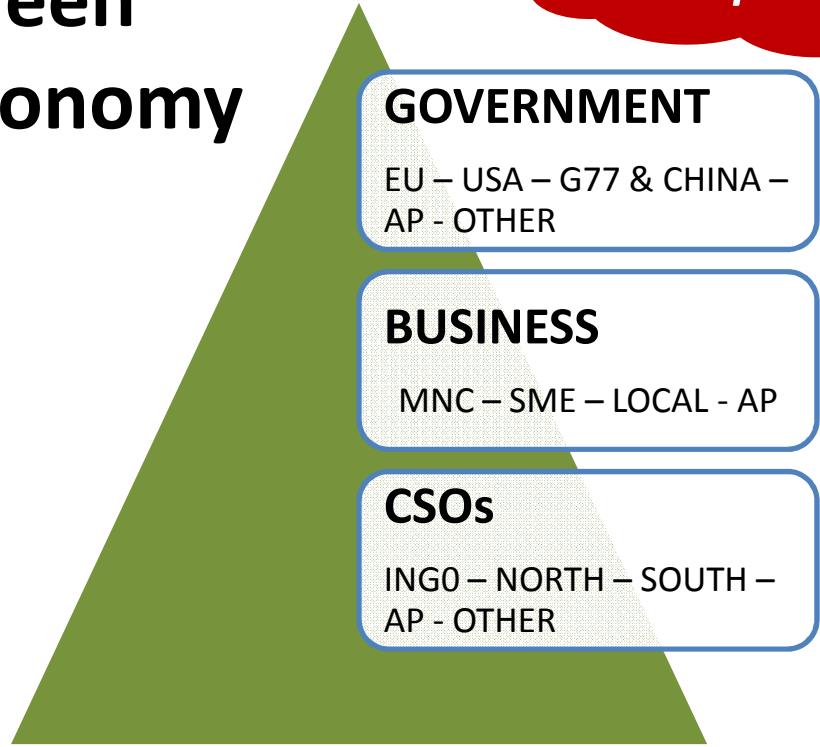 een
onomy
GOVERNMENT
EU – USA – G77 & CHINA –
AP - OTHER
BUSINESS
MNC – SME – LOCAL - AP
CSOs
ING0 – NORTH – SOUTH –
AP - OTHER